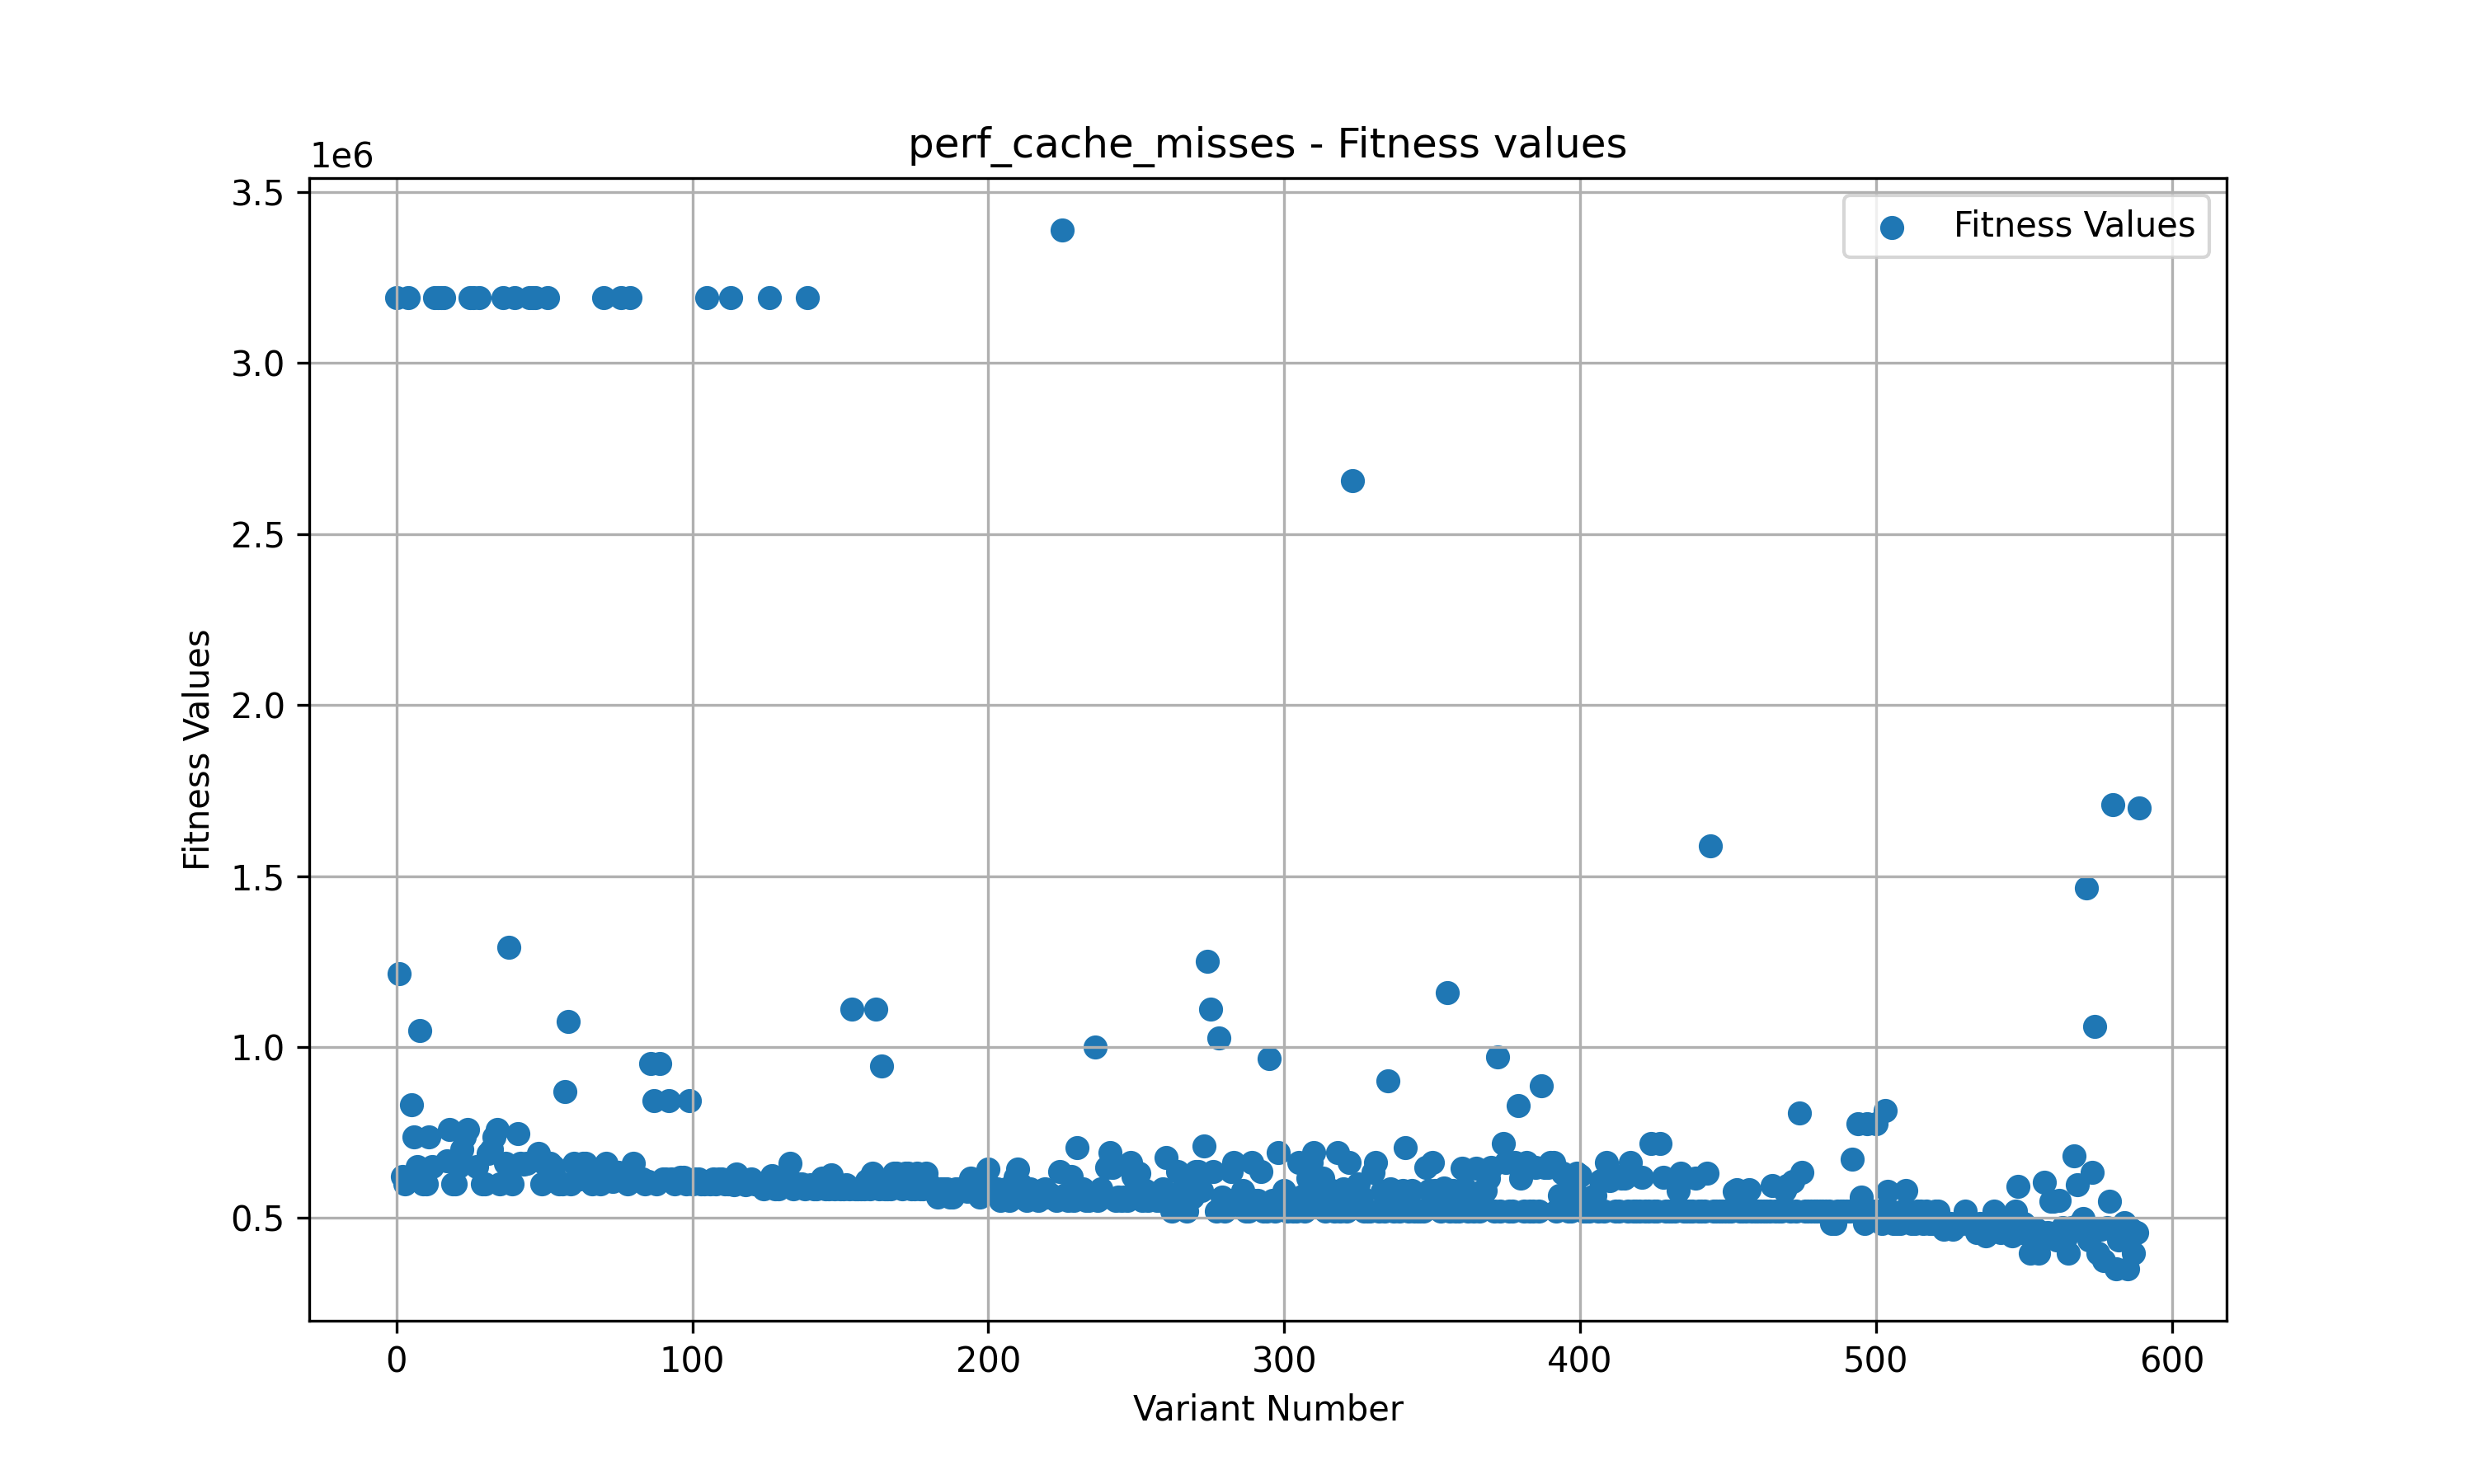 perf_cache_misses - Fitness values
1e6
Fitness Values
3.5
3.0
2.5
2.0
1.5
1.0
0.5
Fitness Values
0 100 200 300 400 500 600
Variant Number